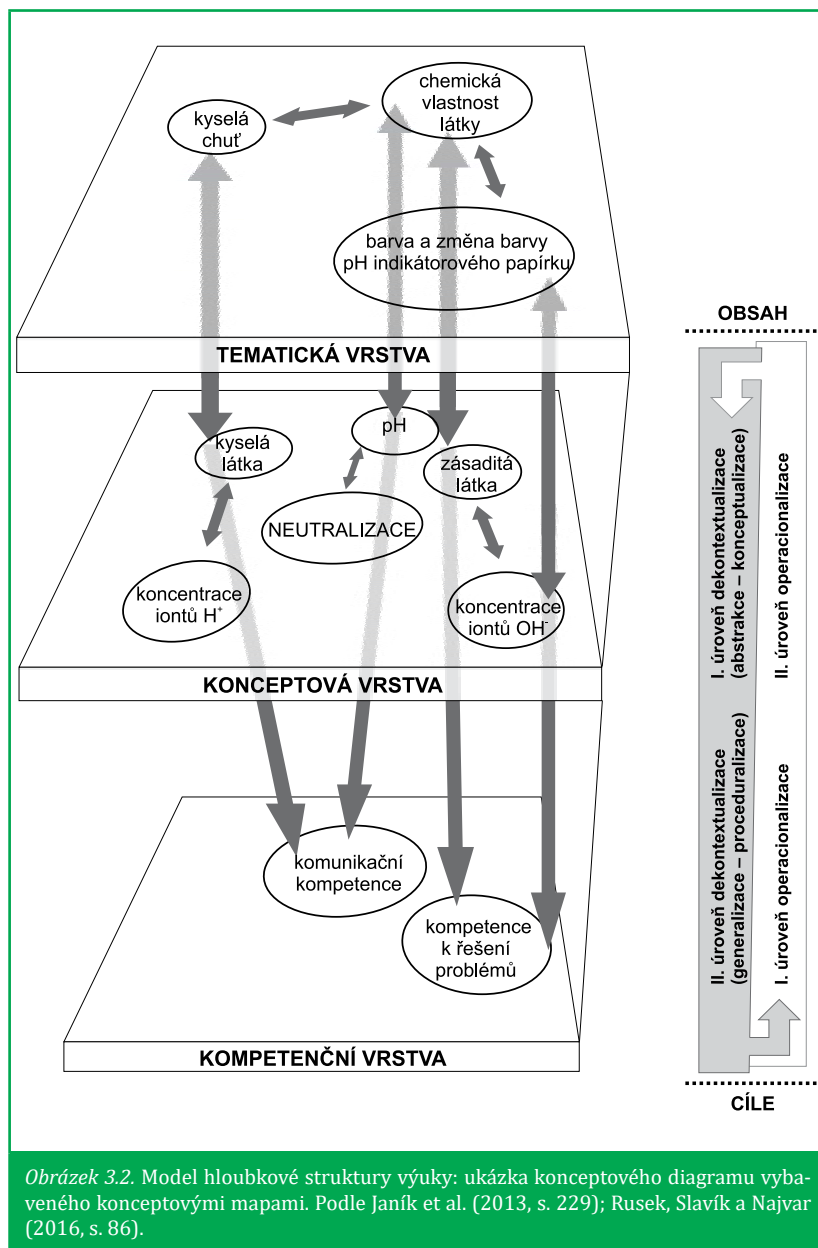 kyselá
chuť
chemická
vlastnost
látky
barva a změna barvy
pH indikátorového papírku
TEMATICKÁ VRSTVA
kyselá
látka
pH
zásaditá
látka
NEUTRALIZACE
koncentrace
iontů H⁺
koncentrace
iontů OH⁻
KONCEPTOVÁ VRSTVA
komunikační
kompetence
kompetence
k řešení
problémů
KOMPETENČNÍ VRSTVA
OBSAH
I. úroveň dekontextualizace
(abstrakce – konceptualizace)
II. úroveň operacionalizace
II. úroveň dekontextualizace
(generalizace – proceduralizace)
I. úroveň operacionalizace
CÍLE
Obrázek 3.2. Model hloubkové struktury výuky: ukázka konceptového diagramu vyba-
veného konceptovými mapami. Podle Janík et al. (2013, s. 229); Rusek, Slavík a Najvar
(2016, s. 86).